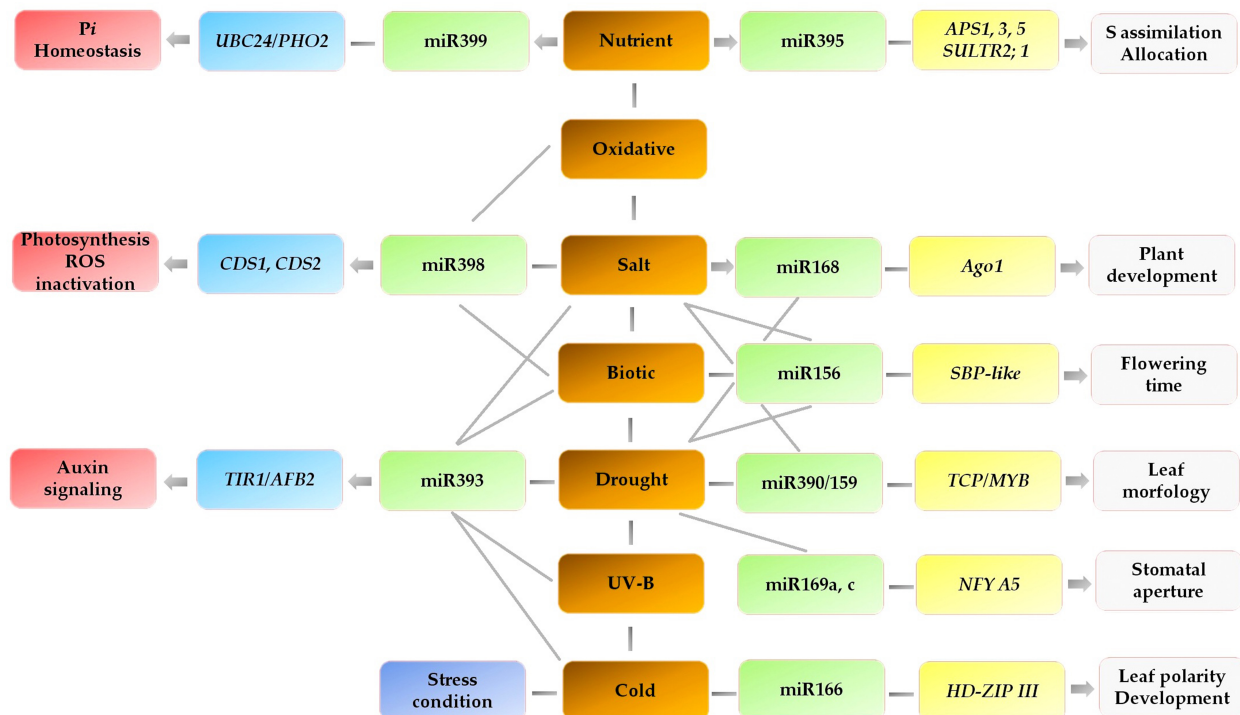 Pi
Homeostasis
UBC24/PHO2
miR399
Nutrient
miR395
APS1, 3, 5
SULTR2; 1
S assimilation
Allocation
Oxidative
Photosynthesis
ROS
inactivation
CDS1, CDS2
miR398
Salt
miR168
Ago1
Plant
development
Biotic
miR156
SBP-like
Flowering
time
Auxin
signaling
TIR1/AFB2
miR393
Drought
miR390/159
TCP/MYB
Leaf
morfology
UV-B
miR169a, c
NFY A5
Stomatal
aperture
Stress
condition
Cold
miR166
HD-ZIP III
Leaf polarity
Development